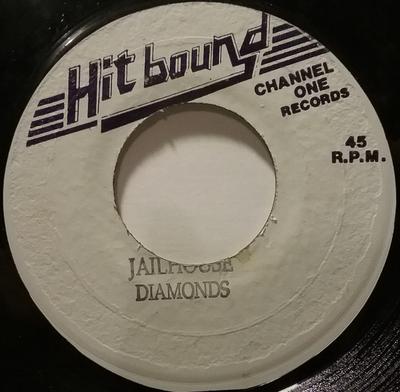 Hit bound
CHANNEL
ONE
RECORDS
45
R.P.M.
JAILHOUSE
DIAMONDS